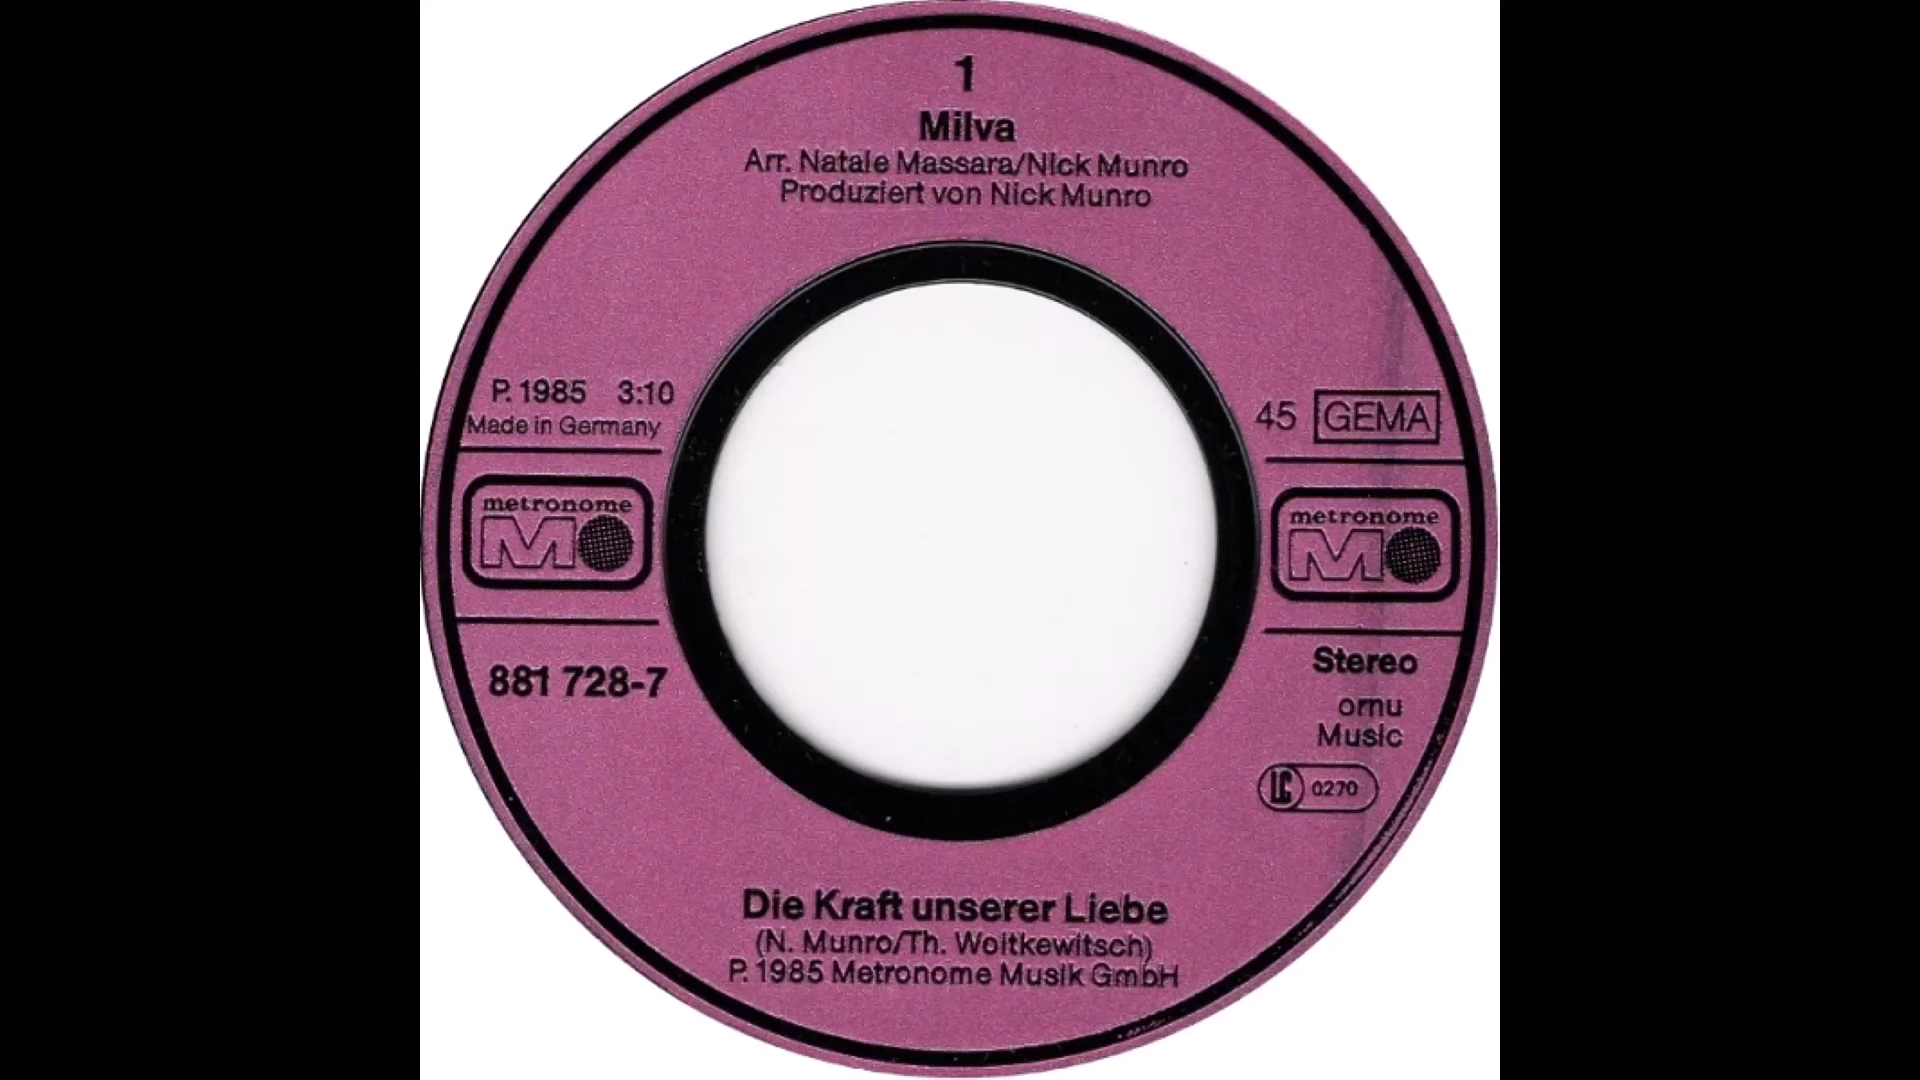 1
Milva
Arr. Natale Massara/Nick Munro
Produziert von Nick Munro
P. 1985 3:10
Made in Germany
metronome
M
881 728-7
45 GEMA
metronome
M
Stereo
ornu
Music
LC 0270
Die Kraft unserer Liebe
(N. Munro/Th. Woitkewitsch)
P. 1985 Metronome Musik GmbH